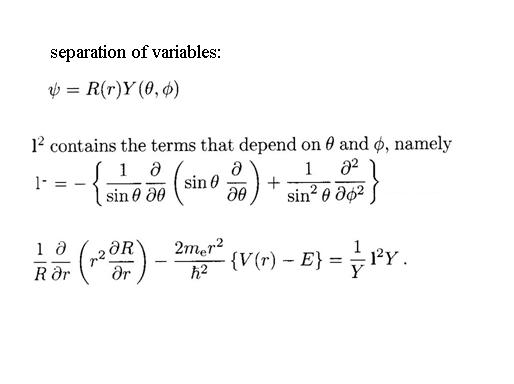 separation of variables:
ψ = R(r)Y(θ, ϕ)
l² contains the terms that depend on θ and ϕ, namely
l- = − { 1/sin θ ∂/∂θ ( sin θ ∂/∂θ ) + 1/sin² θ ∂²/∂ϕ² }
1/R ∂/∂r ( r² ∂R/∂r ) − 2mₑr²/ħ² {V(r) − E} = 1/Y l²Y .